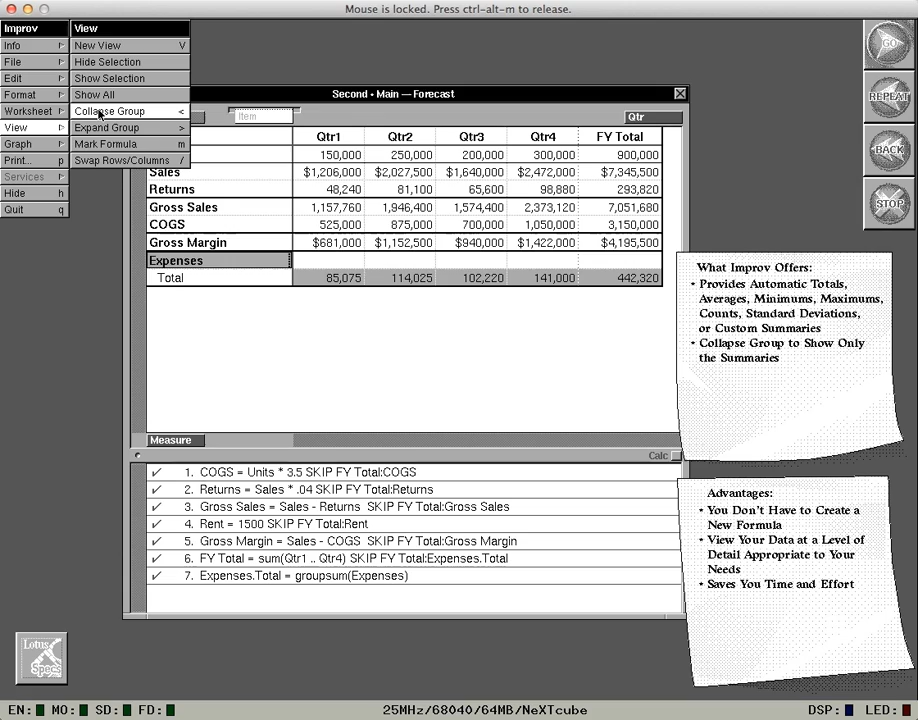 Mouse is locked. Press ctrl-alt-m to release.
Improv
Info
File
Edit
Format
Worksheet
View
Graph
Print... p
Services
Hide h
Quit q
View
New View V
Hide Selection
Show Selection
Show All
Collapse Group <
Expand Group >
Mark Formula m
Swap Rows/Columns /
Second • Main — Forecast
Item
Qtr
Qtr1 Qtr2 Qtr3 Qtr4 FY Total
150,000 250,000 200,000 300,000 900,000
Sales $1,206,000 $2,027,500 $1,640,000 $2,472,000 $7,345,500
Returns 48,240 81,100 65,600 98,880 293,820
Gross Sales 1,157,760 1,946,400 1,574,400 2,373,120 7,051,680
COGS 525,000 875,000 700,000 1,050,000 3,150,000
Gross Margin $681,000 $1,152,500 $940,000 $1,422,000 $4,195,500
Expenses
Total 85,075 114,025 102,220 141,000 442,320
Measure
Calc
✓ 1. COGS = Units * 3.5 SKIP FY Total:COGS
✓ 2. Returns = Sales * .04 SKIP FY Total:Returns
✓ 3. Gross Sales = Sales - Returns SKIP FY Total:Gross Sales
✓ 4. Rent = 1500 SKIP FY Total:Rent
✓ 5. Gross Margin = Sales - COGS SKIP FY Total:Gross Margin
✓ 6. FY Total = sum(Qtr1 .. Qtr4) SKIP FY Total:Expenses.Total
✓ 7. Expenses.Total = groupsum(Expenses)
GO
REPEAT
BACK
STOP
What Improv Offers:
• Provides Automatic Totals,
Averages, Minimums, Maximums,
Counts, Standard Deviations,
or Custom Summaries
• Collapse Group to Show Only
the Summaries
Advantages:
• You Don't Have to Create a
New Formula
• View Your Data at a Level of
Detail Appropriate to Your
Needs
• Saves You Time and Effort
Lotus
Specs
EN: MO: SD: FD: 25MHz/68040/64MB/NeXTcube DSP: LED: